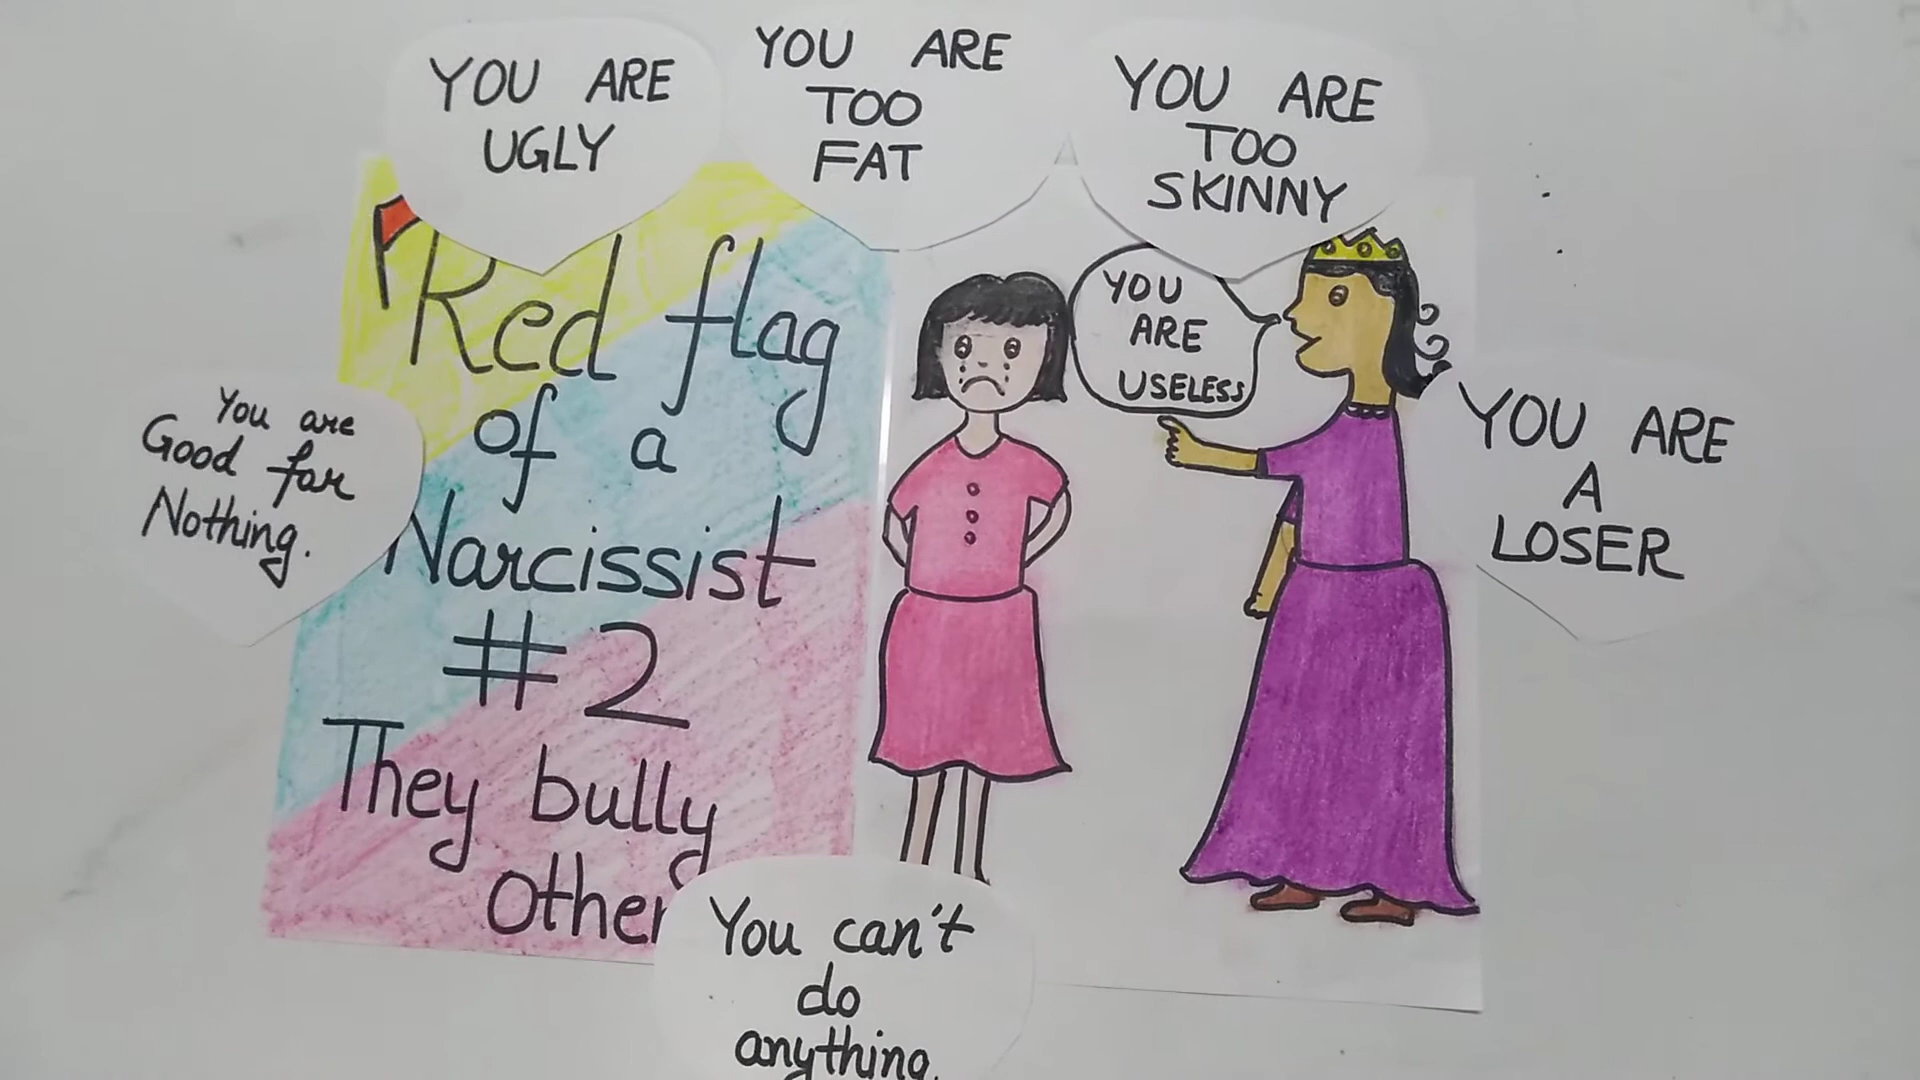 YOU ARE
UGLY
YOU ARE
TOO
FAT
YOU ARE
TOO
SKINNY
Red flag
of a
Narcissist
#2
They bully
other
YOU
ARE
USELESS
You are
Good for
Nothing.
YOU ARE
A
LOSER
You can't
do
anything.